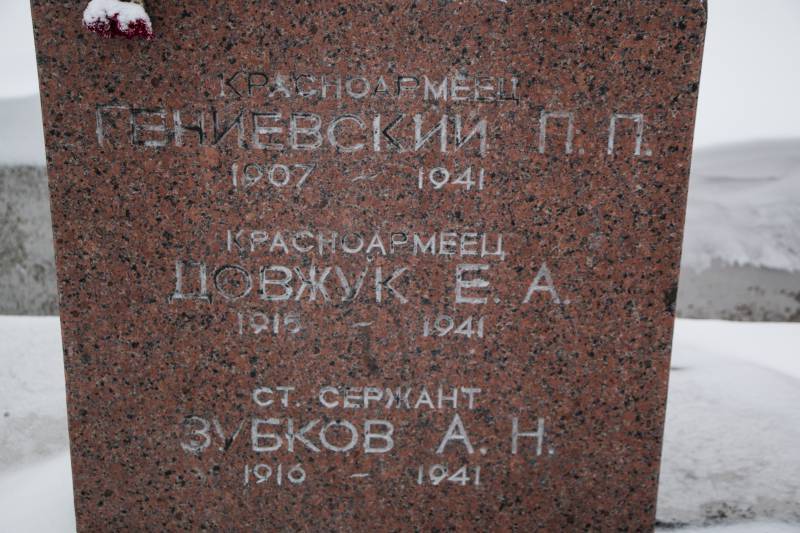 КРАСНОАРМЕЕЦ
ГЕНИЕВСКИЙ П. П.
1907 – 1941
КРАСНОАРМЕЕЦ
ДОВЖУК Е. А.
1915 – 1941
СТ. СЕРЖАНТ
ЗУБКОВ А. Н.
1916 – 1941